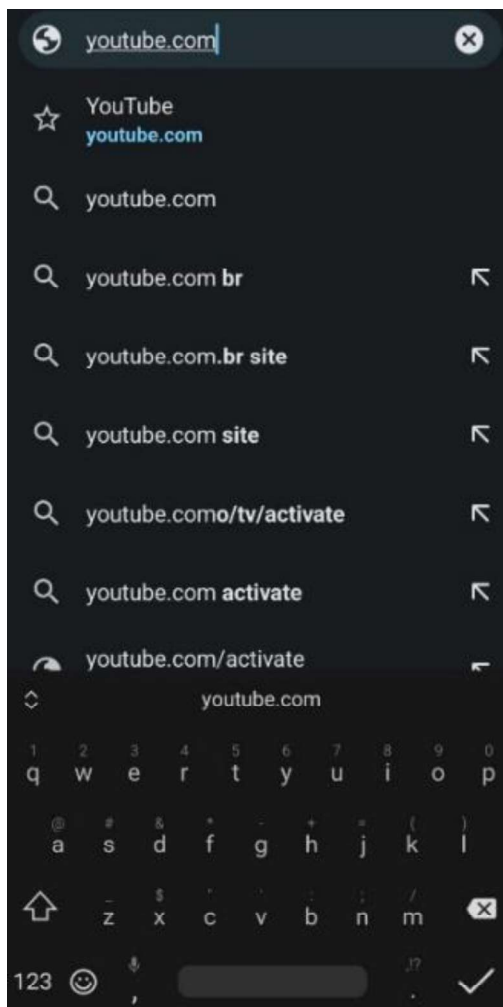 youtube.com
YouTube
youtube.com
youtube.com
youtube.com br
youtube.com.br site
youtube.com site
youtube.como/tv/activate
youtube.com activate
youtube.com/activate
youtube.com
1 2 3 4 5 6 7 8 9 0
q w e r t y u i o p
@ # & * - + = ( )
a s d f g h j k l
_ $ " ' : ; /
z x c v b n m
,!?
123 , .